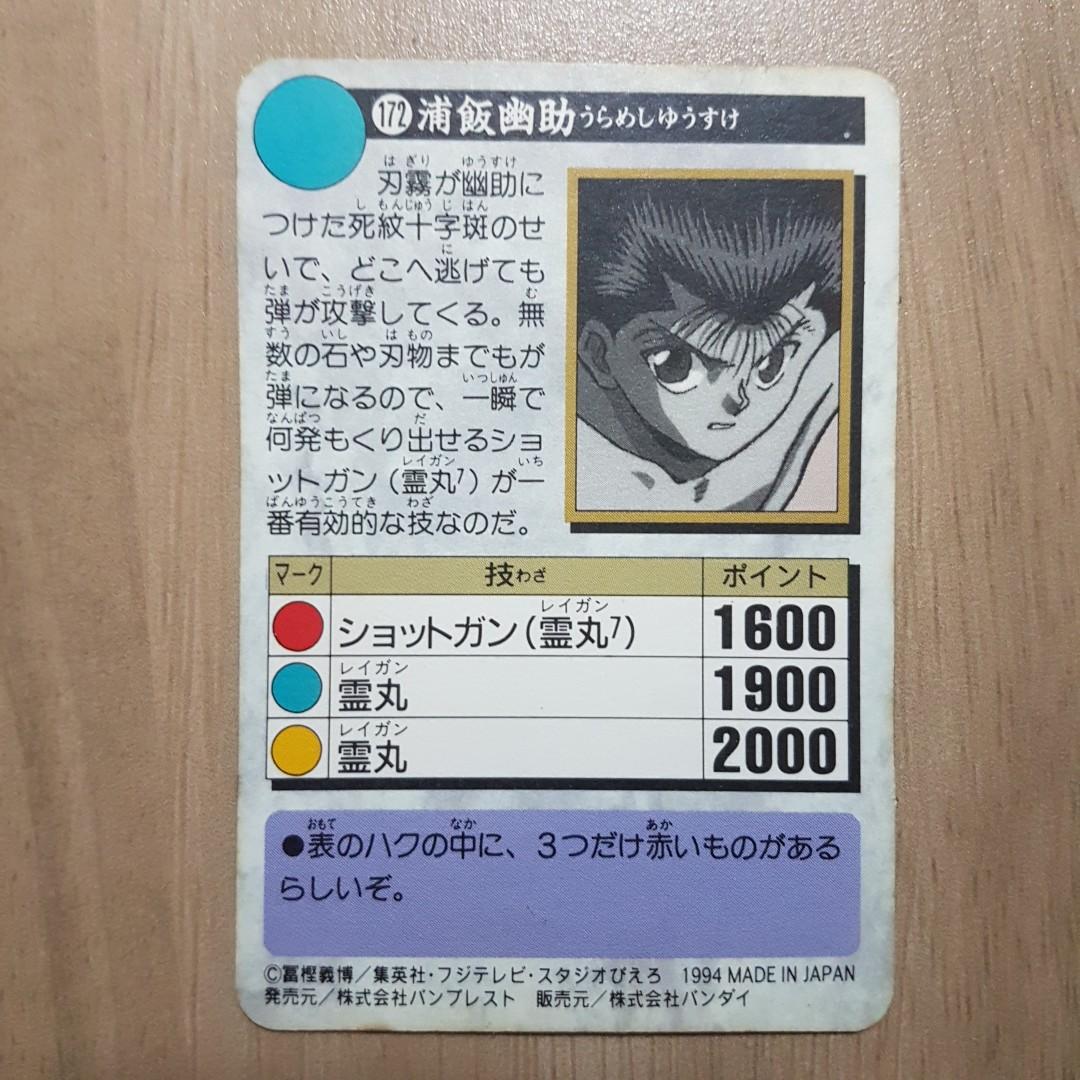 172 浦飯幽助 うらめしゆうすけ
刃霧が幽助に
つけた死紋十字斑のせ
いで、どこへ逃げても
弾が攻撃してくる。無
数の石や刃物までもが
弾になるので、一瞬で
何発もくり出せるショ
ットガン(霊丸7)が一
番有効的な技なのだ。
マーク 技わざ ポイント
ショットガン(霊丸7) 1600
霊丸 1900
霊丸 2000
●表のハクの中に、3つだけ赤いものがある
らしいぞ。
©冨樫義博/集英社・フジテレビ・スタジオぴえろ 1994 MADE IN JAPAN
発売元/株式会社バンプレスト 販売元/株式会社バンダイ